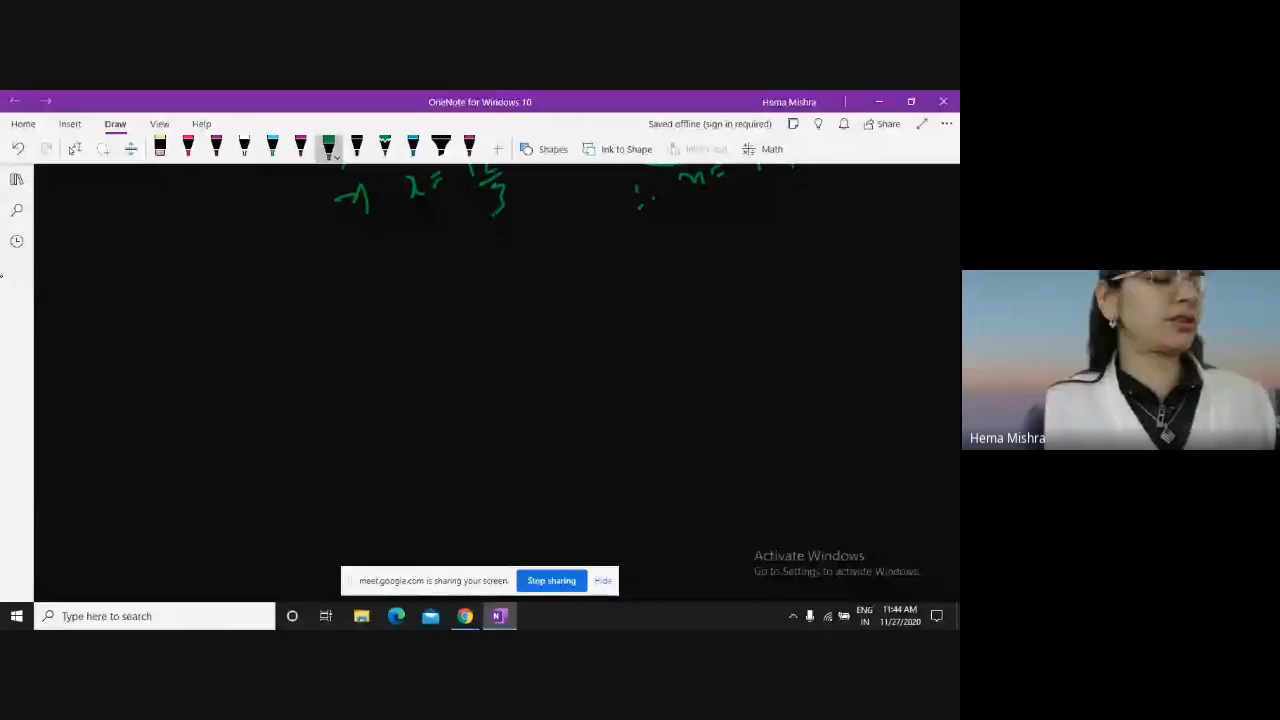 OneNote for Windows 10
Hema Mishra
Home Insert Draw View Help
Saved offline (sign in required)
Share
Shapes
Ink to Shape
Math
meet.google.com is sharing your screen.
Stop sharing
Hide
Activate Windows
Go to Settings to activate Windows.
Hema Mishra
Type here to search
ENG
IN
11:44 AM
11/27/2020